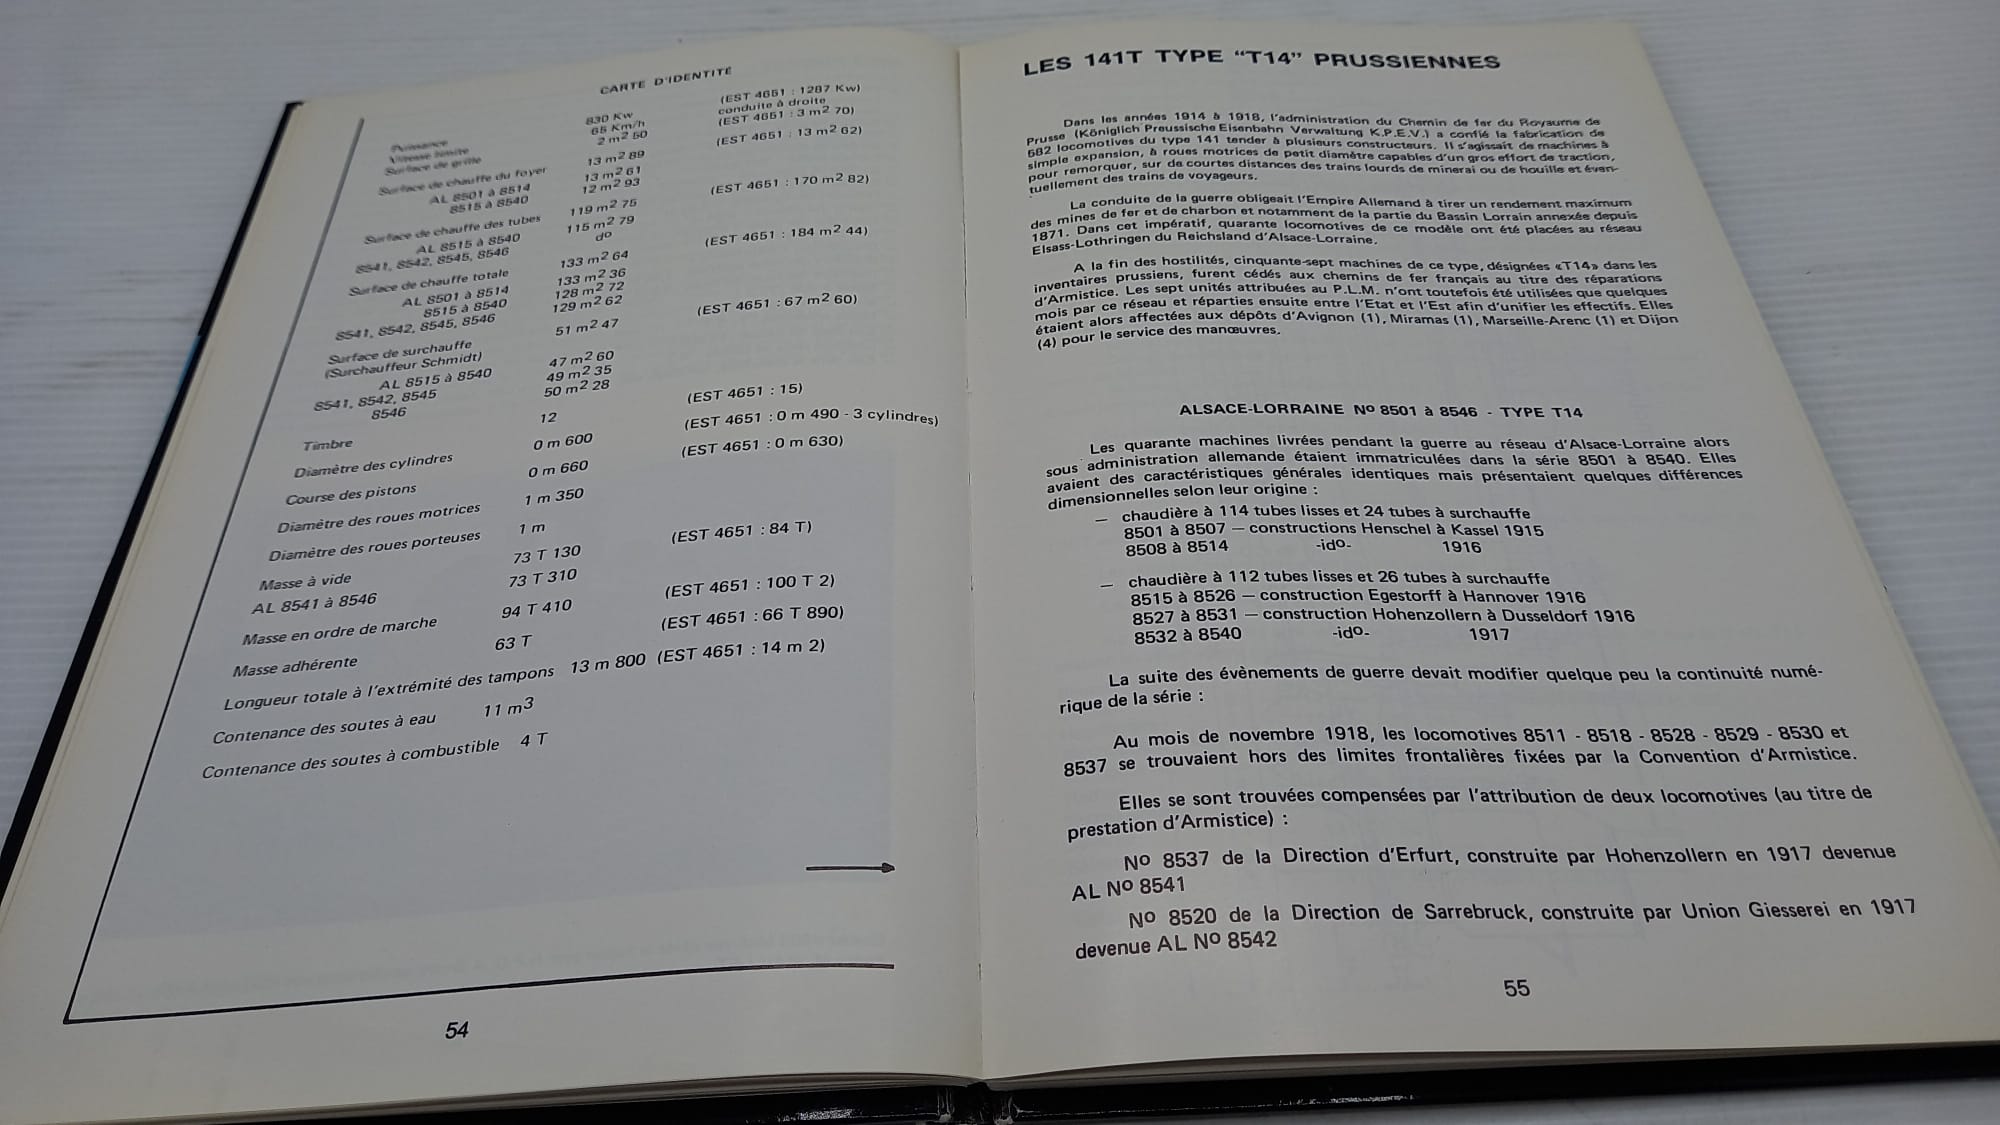 CARTE D'IDENTITÉ
Puissance 830 Kw (EST 4651 : 1287 Kw)
Vitesse limite 65 Km/h conduite à droite
Surface de grille 2 m2 50 (EST 4651 : 3 m2 70)
Surface de chauffe du foyer 13 m2 89 (EST 4651 : 13 m2 62)
AL 8501 à 8514 13 m2 61
8515 à 8540 12 m2 93
Surface de chauffe des tubes 119 m2 75 (EST 4651 : 170 m2 82)
AL 8515 à 8540 115 m2 79
8541, 8542, 8545, 8546 do
Surface de chauffe totale 133 m2 64 (EST 4651 : 184 m2 44)
AL 8501 à 8514 133 m2 36
8515 à 8540 128 m2 72
8541, 8542, 8545, 8546 129 m2 62
Surface de surchauffe 51 m2 47 (EST 4651 : 67 m2 60)
(Surchauffeur Schmidt)
AL 8515 à 8540 47 m2 60
8541, 8542, 8545 49 m2 35
8546 50 m2 28
Timbre 12 (EST 4651 : 15)
Diamètre des cylindres 0 m 600 (EST 4651 : 0 m 490 - 3 cylindres)
Course des pistons 0 m 660 (EST 4651 : 0 m 630)
Diamètre des roues motrices 1 m 350
Diamètre des roues porteuses 1 m
Masse à vide 73 T 130 (EST 4651 : 84 T)
AL 8541 à 8546 73 T 310
Masse en ordre de marche 94 T 410 (EST 4651 : 100 T 2)
Masse adhérente 63 T (EST 4651 : 66 T 890)
Longueur totale à l'extrémité des tampons 13 m 800 (EST 4651 : 14 m 2)
Contenance des soutes à eau 11 m3
Contenance des soutes à combustible 4 T
54
LES 141T TYPE “T14” PRUSSIENNES
Dans les années 1914 à 1918, l'administration du Chemin de fer du Royaume de
Prusse (Königlich Preussische Eisenbahn Verwaltung K.P.E.V.) a confié la fabrication de
582 locomotives du type 141 tender à plusieurs constructeurs. Il s'agissait de machines à
simple expansion, à roues motrices de petit diamètre capables d'un gros effort de traction,
pour remorquer, sur de courtes distances des trains lourds de minerai ou de houille et éven-
tuellement des trains de voyageurs.
La conduite de la guerre obligeait l'Empire Allemand à tirer un rendement maximum
des mines de fer et de charbon et notamment de la partie du Bassin Lorrain annexée depuis
1871. Dans cet impératif, quarante locomotives de ce modèle ont été placées au réseau
Elsass-Lothringen du Reichsland d'Alsace-Lorraine.
A la fin des hostilités, cinquante-sept machines de ce type, désignées «T14» dans les
inventaires prussiens, furent cédés aux chemins de fer français au titre des réparations
d'Armistice. Les sept unités attribuées au P.L.M. n'ont toutefois été utilisées que quelques
mois par ce réseau et réparties ensuite entre l'Etat et l'Est afin d'unifier les effectifs. Elles
étaient alors affectées aux dépôts d'Avignon (1), Miramas (1), Marseille-Arenc (1) et Dijon
(4) pour le service des manœuvres.
ALSACE-LORRAINE No 8501 à 8546 - TYPE T14
Les quarante machines livrées pendant la guerre au réseau d'Alsace-Lorraine alors
sous administration allemande étaient immatriculées dans la série 8501 à 8540. Elles
avaient des caractéristiques générales identiques mais présentaient quelques différences
dimensionnelles selon leur origine :
— chaudière à 114 tubes lisses et 24 tubes à surchauffe
8501 à 8507 — constructions Henschel à Kassel 1915
8508 à 8514 -ido- 1916
— chaudière à 112 tubes lisses et 26 tubes à surchauffe
8515 à 8526 — construction Egestorff à Hannover 1916
8527 à 8531 — construction Hohenzollern à Dusseldorf 1916
8532 à 8540 -ido- 1917
La suite des évènements de guerre devait modifier quelque peu la continuité numé-
rique de la série :
Au mois de novembre 1918, les locomotives 8511 - 8518 - 8528 - 8529 - 8530 et
8537 se trouvaient hors des limites frontalières fixées par la Convention d'Armistice.
Elles se sont trouvées compensées par l'attribution de deux locomotives (au titre de
prestation d'Armistice) :
No 8537 de la Direction d'Erfurt, construite par Hohenzollern en 1917 devenue
AL No 8541
No 8520 de la Direction de Sarrebruck, construite par Union Giesserei en 1917
devenue AL No 8542
55